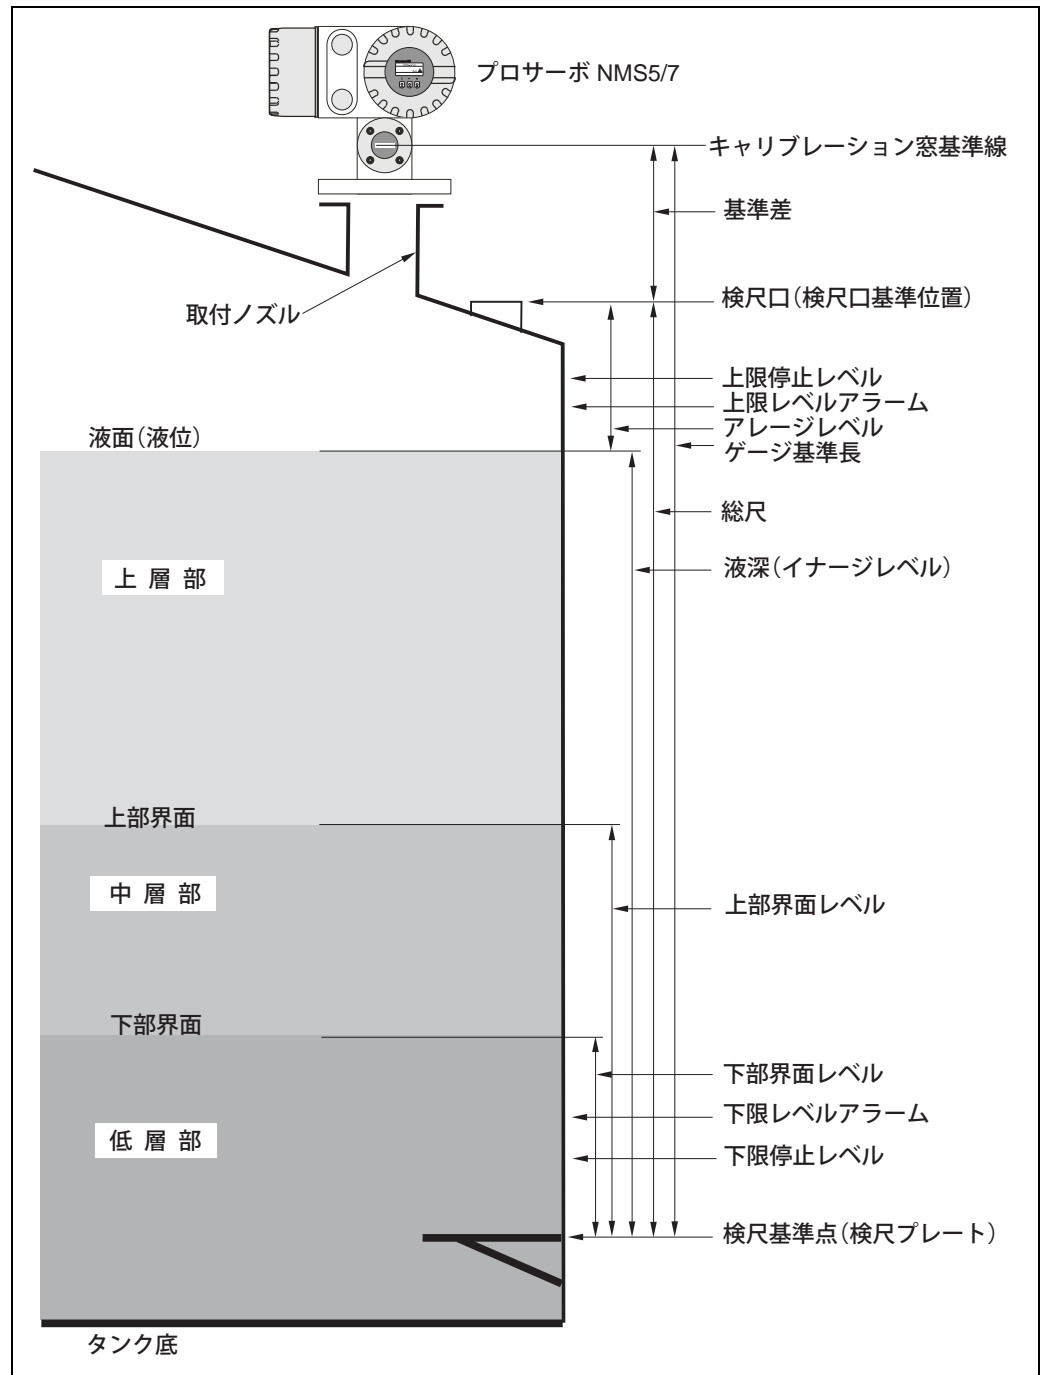 プロサーボ NMS5/7
キャリブレーション窓基準線
基準差
検尺口(検尺口基準位置)
取付ノズル
上限停止レベル
上限レベルアラーム
アレージレベル
ゲージ基準長
液面(液位)
総尺
液深(イナージレベル)
上 層 部
上部界面
中 層 部
上部界面レベル
下部界面
下部界面レベル
下限レベルアラーム
低 層 部
下限停止レベル
検尺基準点(検尺プレート)
タンク底